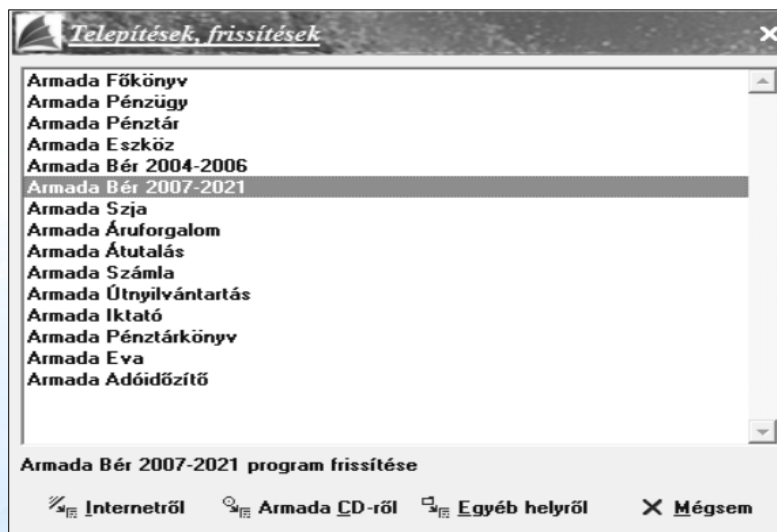 Telepítések, frissítések
Armada Főkönyv
Armada Pénzügy
Armada Pénztár
Armada Eszköz
Armada Bér 2004-2006
Armada Bér 2007-2021
Armada Szja
Armada Áruforgalom
Armada Átutalás
Armada Számla
Armada Útnyilvántartás
Armada Iktató
Armada Pénztárkönyv
Armada Eva
Armada Adóidőzítő
Armada Bér 2007-2021 program frissítése
Internetről Armada CD-ről Egyéb helyről Mégsem